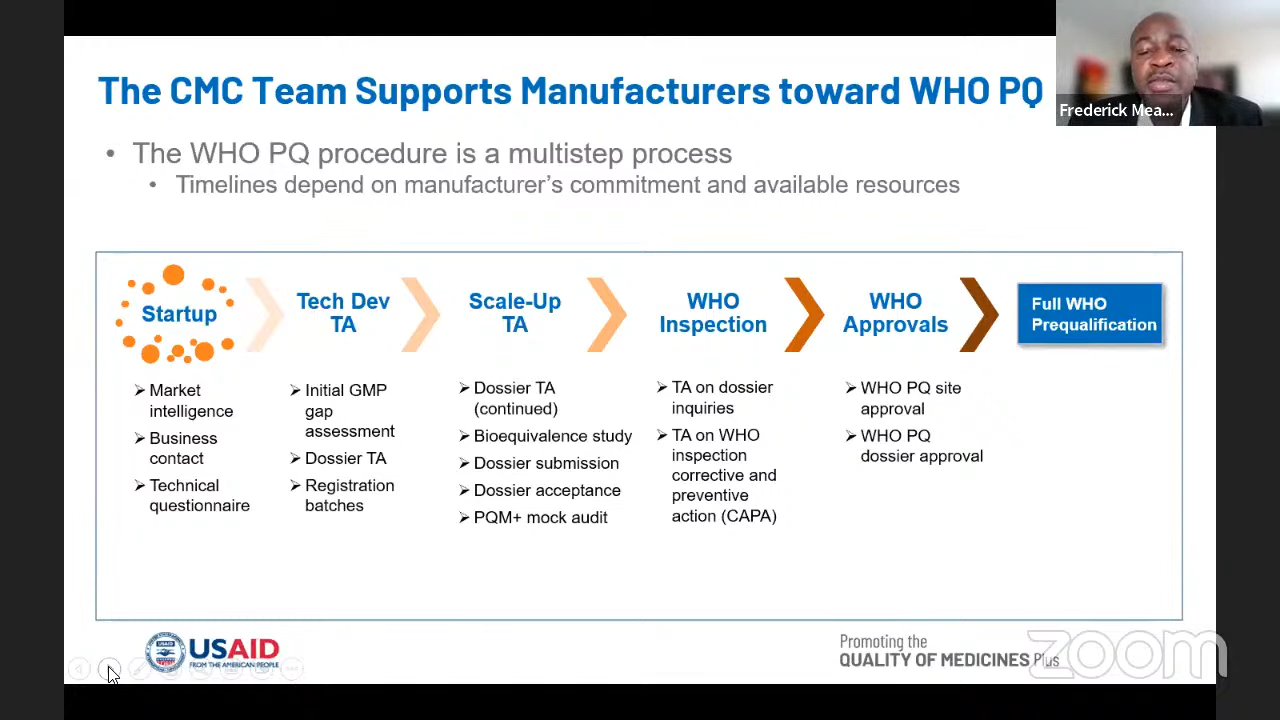 The CMC Team Supports Manufacturers toward WHO PQ
Frederick Mea...
• The WHO PQ procedure is a multistep process
• Timelines depend on manufacturer's commitment and available resources
Startup
➢ Market
intelligence
➢ Business
contact
➢ Technical
questionnaire
Tech Dev
TA
➢ Initial GMP
gap
assessment
➢ Dossier TA
➢ Registration
batches
Scale-Up
TA
➢ Dossier TA
(continued)
➢ Bioequivalence study
➢ Dossier submission
➢ Dossier acceptance
➢ PQM+ mock audit
WHO
Inspection
➢ TA on dossier
inquiries
➢ TA on WHO
inspection
corrective and
preventive
action (CAPA)
WHO
Approvals
➢ WHO PQ site
approval
➢ WHO PQ
dossier approval
Full WHO
Prequalification
USAID
FROM THE AMERICAN PEOPLE
Promoting the
QUALITY OF MEDICINES Plus
zoom